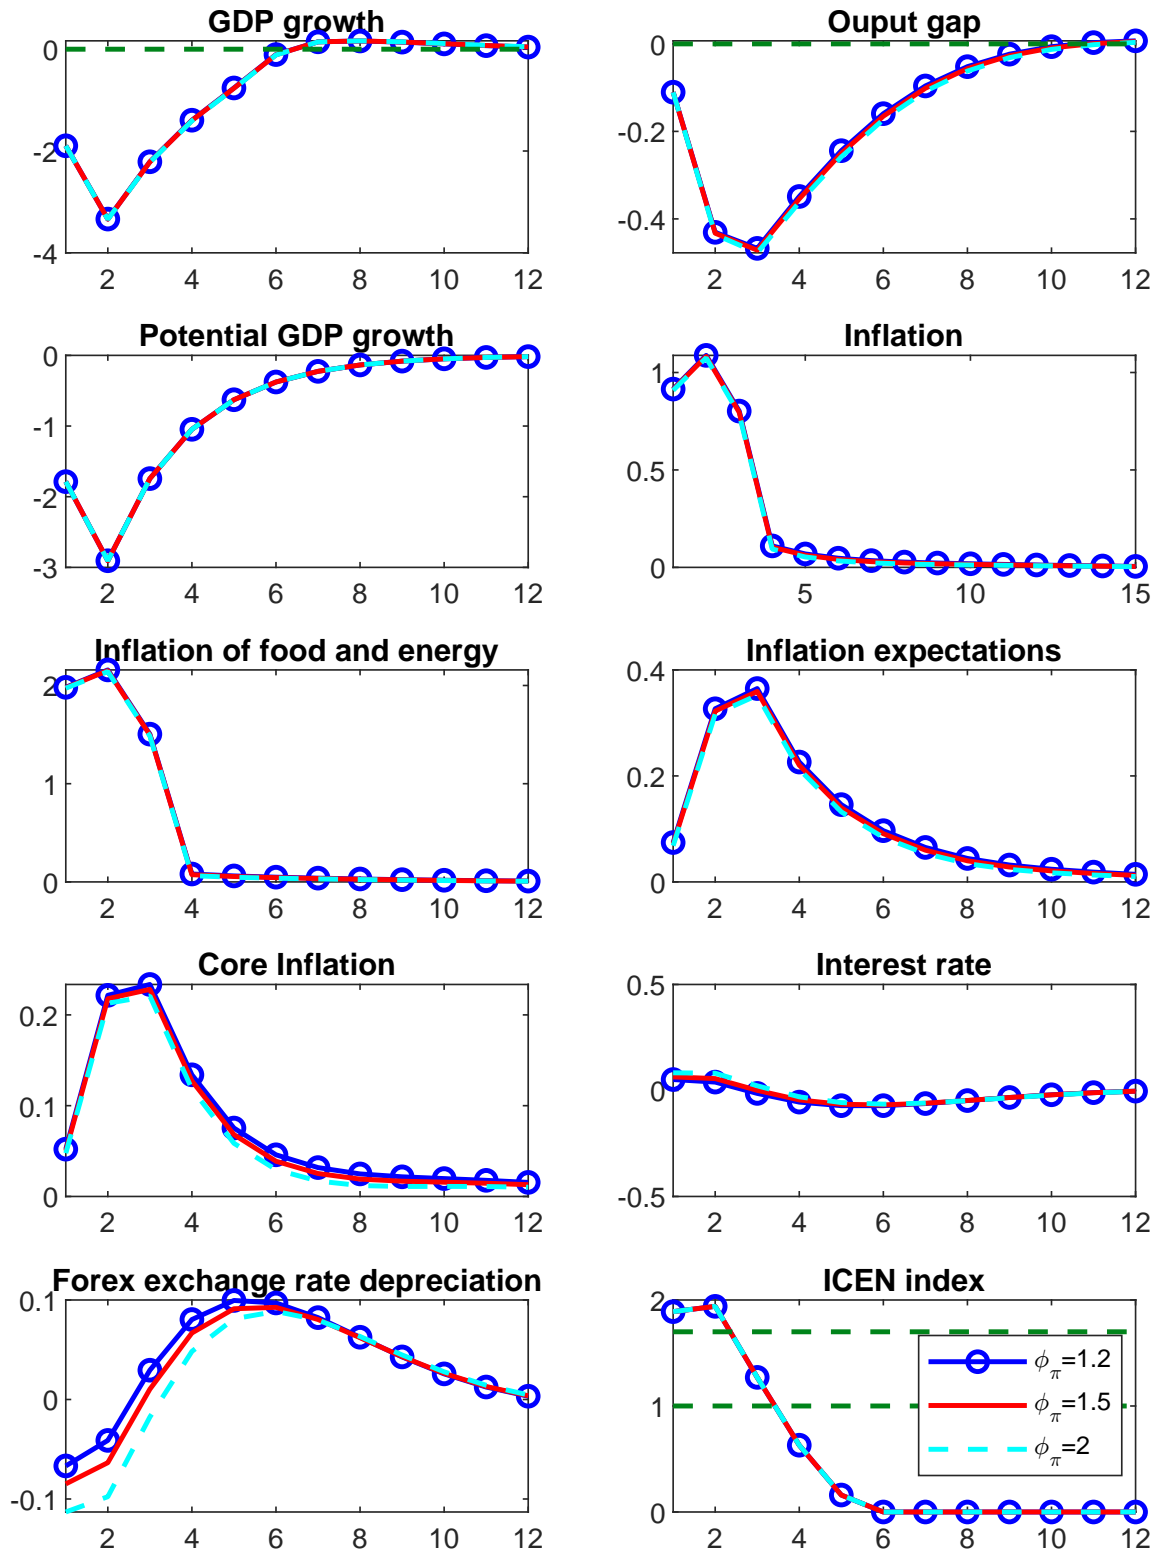 GDP growth
0
-2
-4
2 4 6 8 10 12
Ouput gap
0
-0.2
-0.4
2 4 6 8 10 12
Potential GDP growth
0
-1
-2
-3
2 4 6 8 10 12
Inflation
1
0.5
0
5 10 15
Inflation of food and energy
2
1
0
2 4 6 8 10 12
Inflation expectations
0.4
0.2
0
2 4 6 8 10 12
Core Inflation
0.2
0.1
0
2 4 6 8 10 12
Interest rate
0.5
0
-0.5
2 4 6 8 10 12
Forex exchange rate depreciation
0.1
0
-0.1
2 4 6 8 10 12
ICEN index
2
1
0
2 4 6 8 10 12
ϕπ=1.2
ϕπ=1.5
ϕπ=2